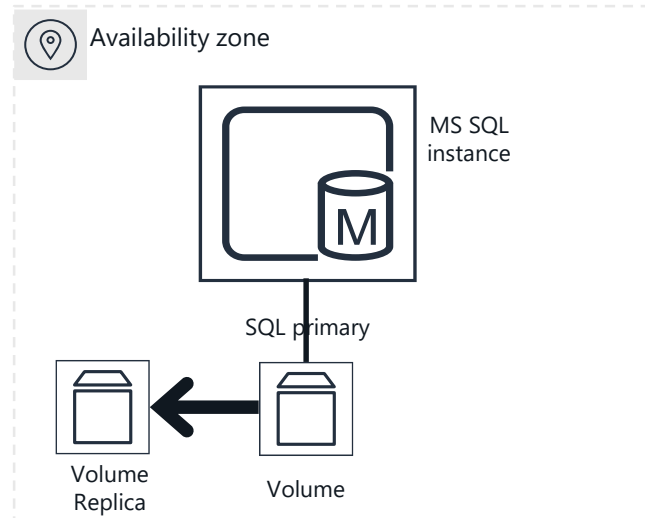 Availability zone
MS SQL
instance
M
SQL primary
Volume
Replica
Volume